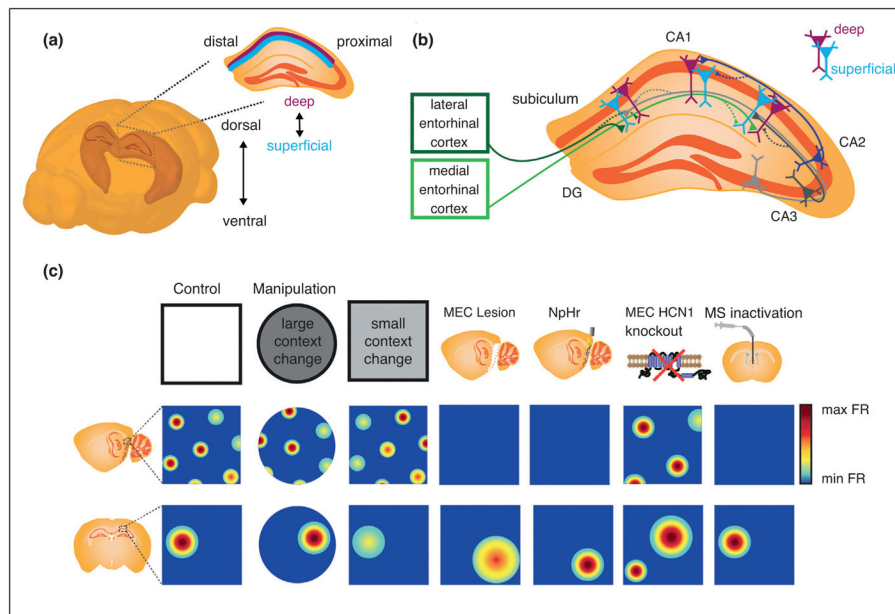 (a)
distal
proximal
deep
superficial
dorsal
ventral
(b)
CA1
deep
superficial
subiculum
lateral
entorhinal
cortex
medial
entorhinal
cortex
DG
CA2
CA3
(c)
Control
Manipulation
large
context
change
small
context
change
MEC Lesion
NpHr
MEC HCN1
knockout
MS inactivation
max FR
min FR